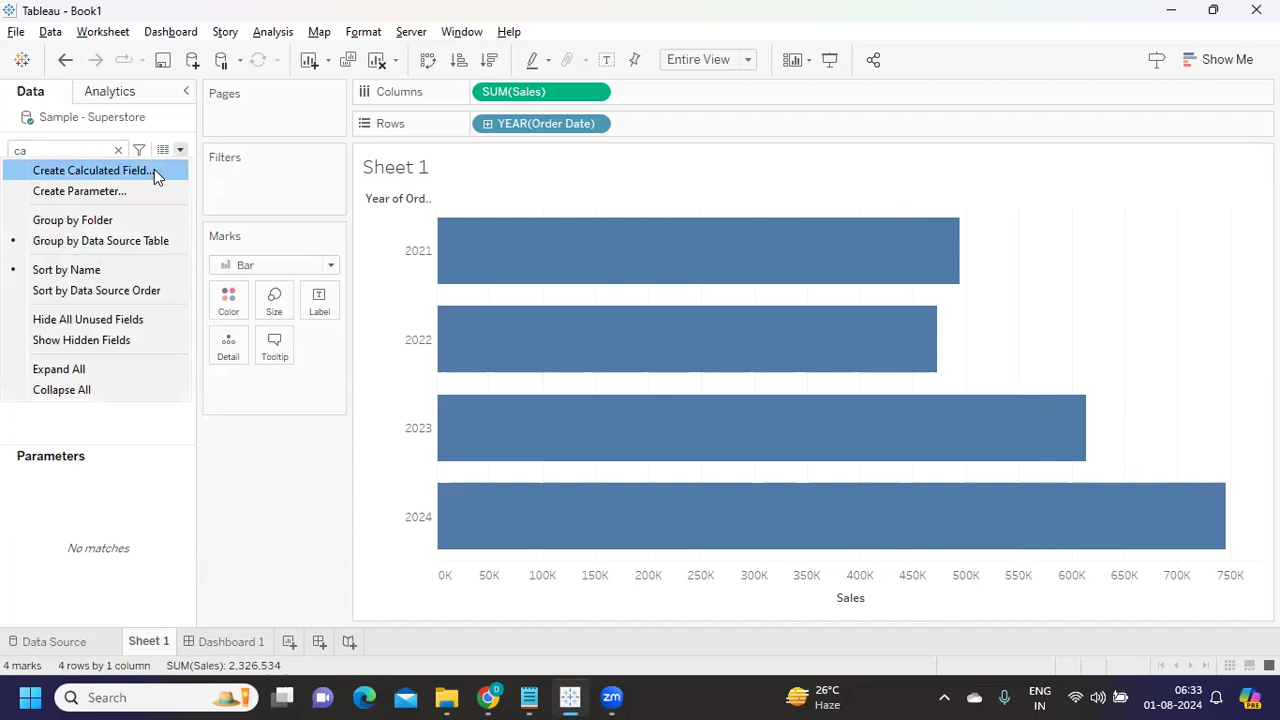 Tableau - Book1
File Data Worksheet Dashboard Story Analysis Map Format Server Window Help
Entire View
Show Me
Data Analytics
Sample - Superstore
ca
Create Calculated Field...
Create Parameter...
Group by Folder
Group by Data Source Table
Sort by Name
Sort by Data Source Order
Hide All Unused Fields
Show Hidden Fields
Expand All
Collapse All
Parameters
No matches
Pages
Filters
Marks
Bar
Color Size Label
Detail Tooltip
Columns SUM(Sales)
Rows YEAR(Order Date)
Sheet 1
Year of Ord..
2021
2022
2023
2024
0K 50K 100K 150K 200K 250K 300K 350K 400K 450K 500K 550K 600K 650K 700K 750K
Sales
Data Source Sheet 1 Dashboard 1
4 marks 4 rows by 1 column SUM(Sales): 2,326,534
Search
26°C
Haze
ENG
IN
06:33
01-08-2024